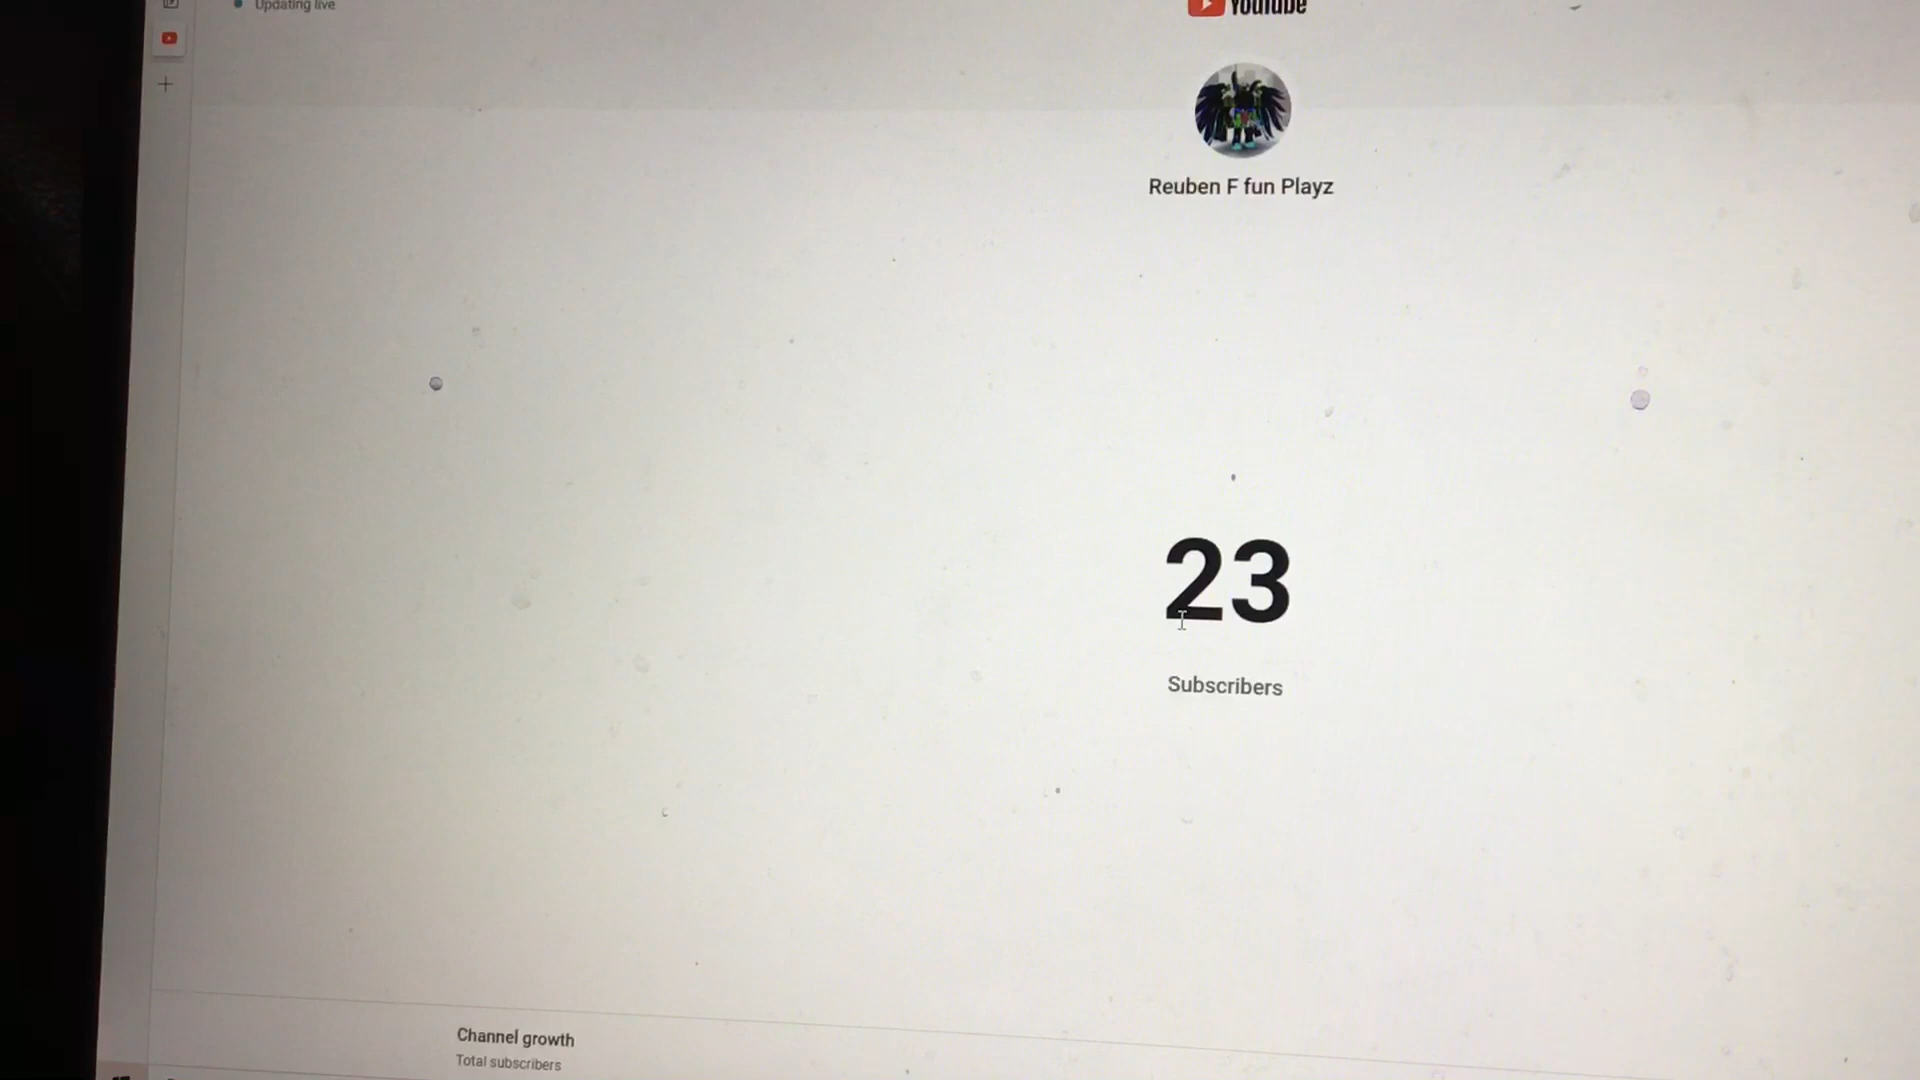 Updating live
YouTube
Reuben F fun Playz
23
Subscribers
Channel growth
Total subscribers